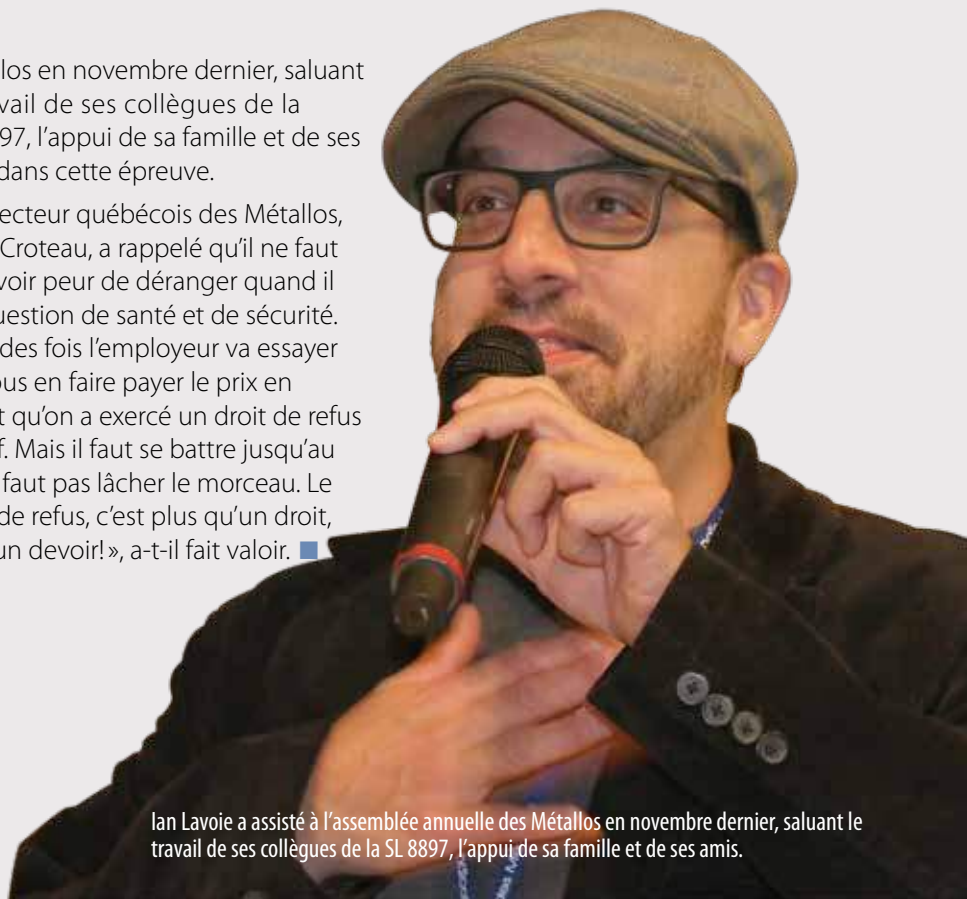 los en novembre dernier, saluant
vail de ses collègues de la
97, l'appui de sa famille et de ses
dans cette épreuve.
ecteur québécois des Métallos,
Croteau, a rappelé qu'il ne faut
voir peur de déranger quand il
uestion de santé et de sécurité.
des fois l'employeur va essayer
ous en faire payer le prix en
t qu'on a exercé un droit de refus
f. Mais il faut se battre jusqu'au
faut pas lâcher le morceau. Le
de refus, c'est plus qu'un droit,
un devoir! », a-t-il fait valoir. ■
Ian Lavoie a assisté à l'assemblée annuelle des Métallos en novembre dernier, saluant le
travail de ses collègues de la SL 8897, l'appui de sa famille et de ses amis.